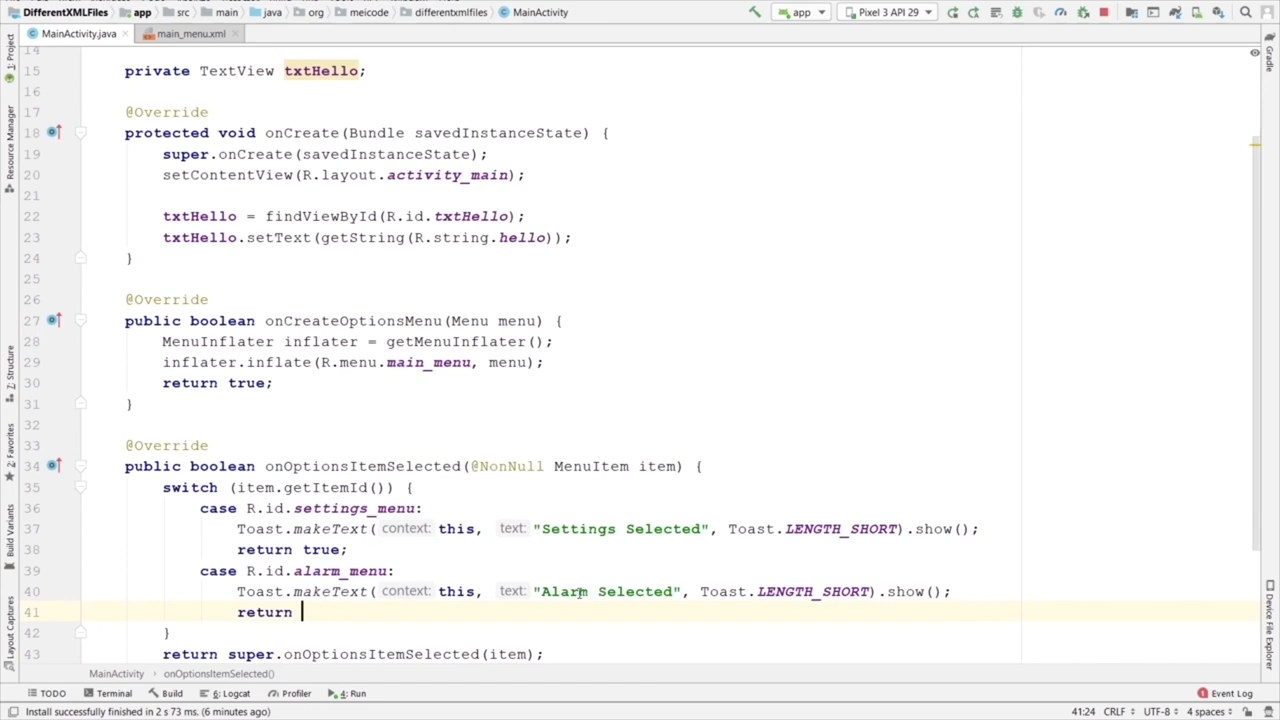 DifferentXMLFiles app src main java org meicode differentxmlfiles MainActivity app Pixel 3 API 29
MainActivity.java main_menu.xml
1: Project
Resource Manager
Z: Structure
2: Favorites
Build Variants
Layout Captures
14
15 private TextView txtHello;
16
17 @Override
18 protected void onCreate(Bundle savedInstanceState) {
19 super.onCreate(savedInstanceState);
20 setContentView(R.layout.activity_main);
21
22 txtHello = findViewById(R.id.txtHello);
23 txtHello.setText(getString(R.string.hello));
24 }
25
26 @Override
27 public boolean onCreateOptionsMenu(Menu menu) {
28 MenuInflater inflater = getMenuInflater();
29 inflater.inflate(R.menu.main_menu, menu);
30 return true;
31 }
32
33 @Override
34 public boolean onOptionsItemSelected(@NonNull MenuItem item) {
35 switch (item.getItemId()) {
36 case R.id.settings_menu:
37 Toast.makeText( context: this, text: "Settings Selected", Toast.LENGTH_SHORT).show();
38 return true;
39 case R.id.alarm_menu:
40 Toast.makeText( context: this, text: "Alarm Selected", Toast.LENGTH_SHORT).show();
41 return
42 }
43 return super.onOptionsItemSelected(item);
Gradle
Device File Explorer
MainActivity onOptionsItemSelected()
TODO Terminal Build 6: Logcat Profiler 4: Run 1 Event Log
Install successfully finished in 2 s 73 ms. (6 minutes ago) 41:24 CRLF UTF-8 4 spaces